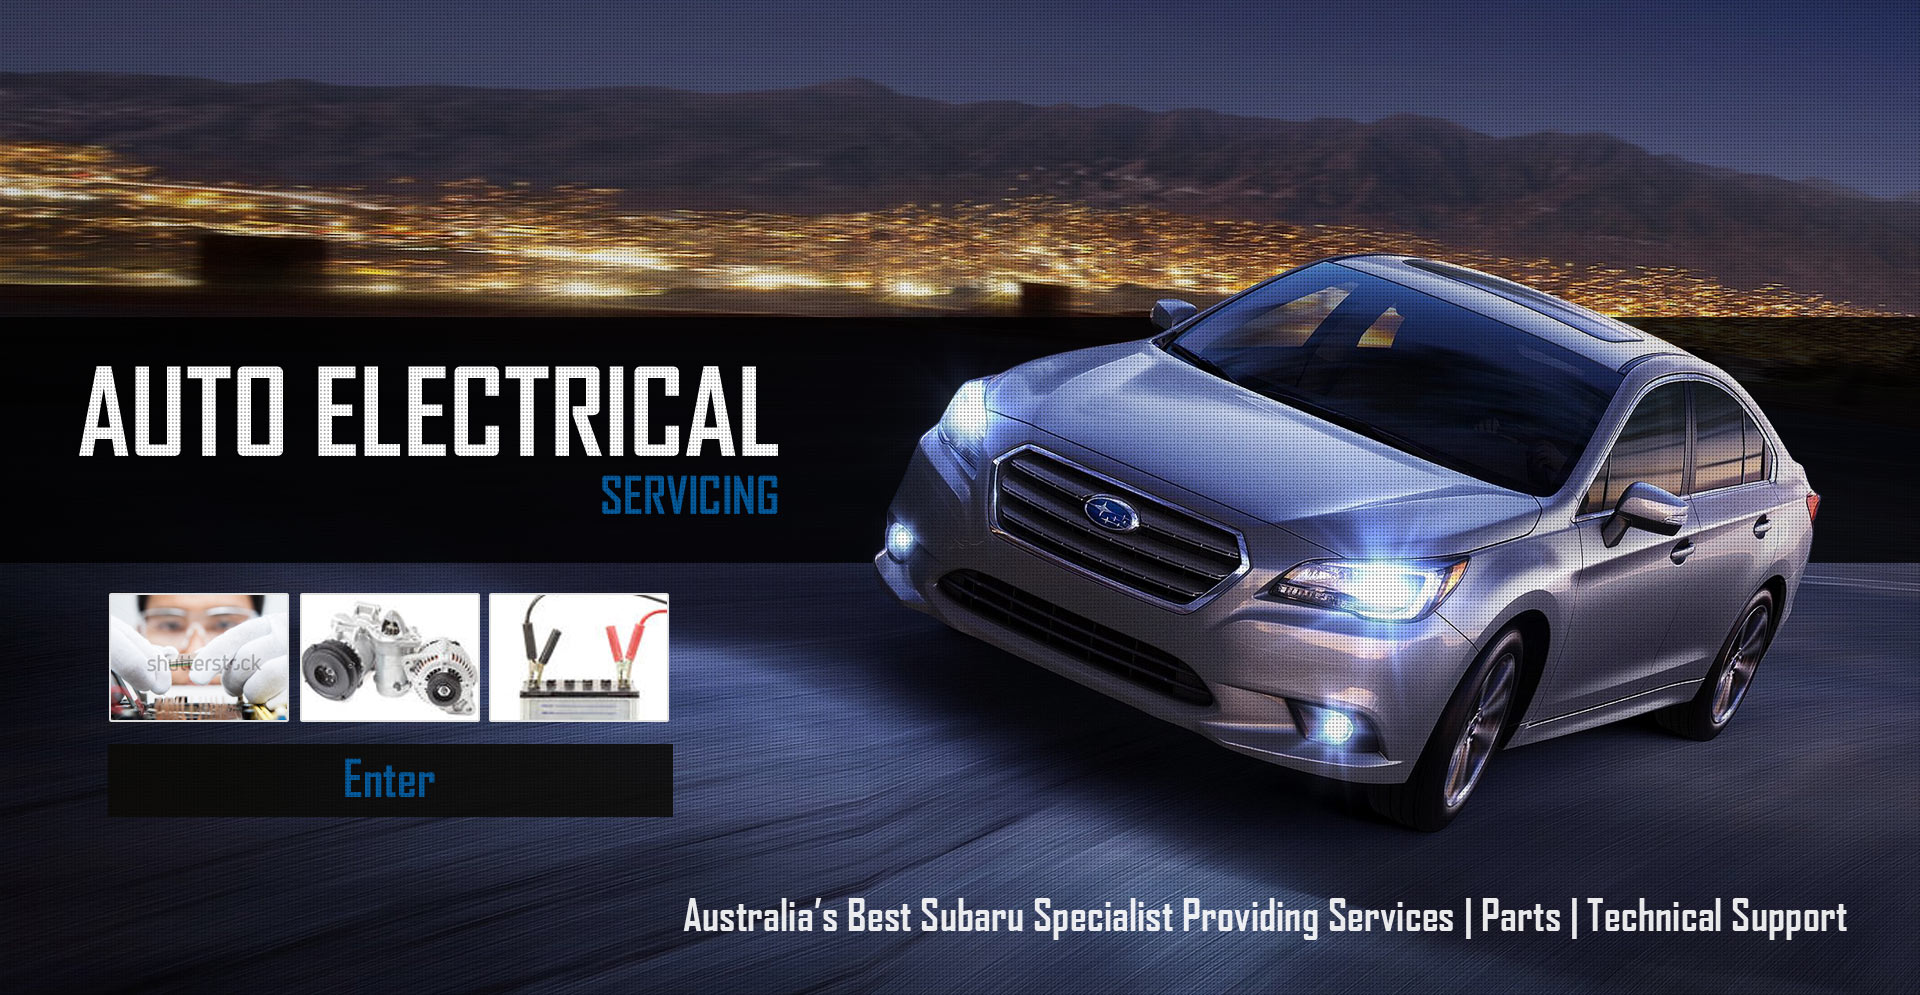 AUTO ELECTRICAL
SERVICING
shutterstock
Enter
Australia's Best Subaru Specialist Providing Services | Parts | Technical Support